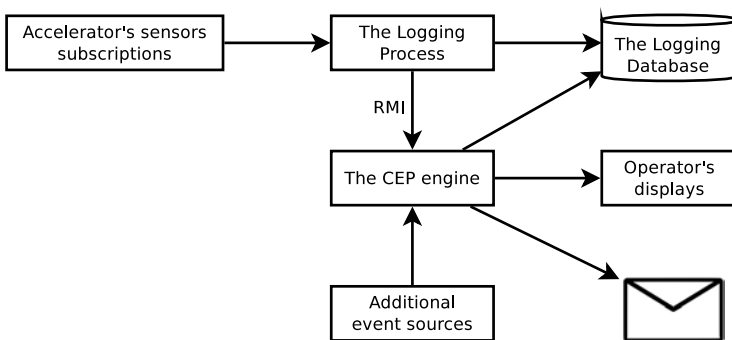 Accelerator's sensors
subscriptions
The Logging
Process
The Logging
Database
RMI
The CEP engine
Operator's
displays
Additional
event sources